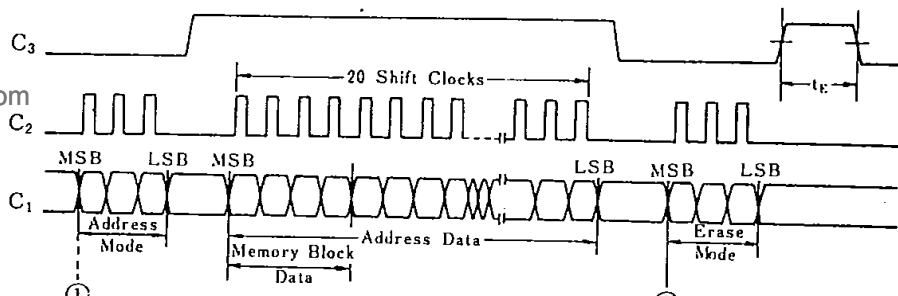 C3
20 Shift Clocks
tE
om
C2
MSB LSB MSB LSB MSB LSB
C1
Address Mode
Address Data
Erase Mode
Memory Block Data
1